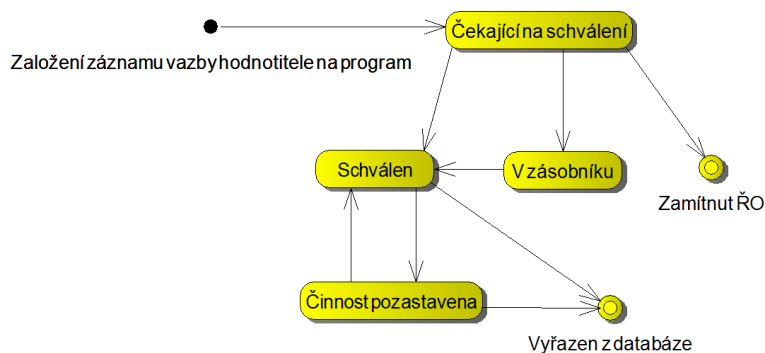 Čekající na schválení
Založení záznamu vazby hodnotitele na program
Schválen
V zásobníku
Zamítnut ŘO
Činnost pozastavena
Vyřazen z databáze